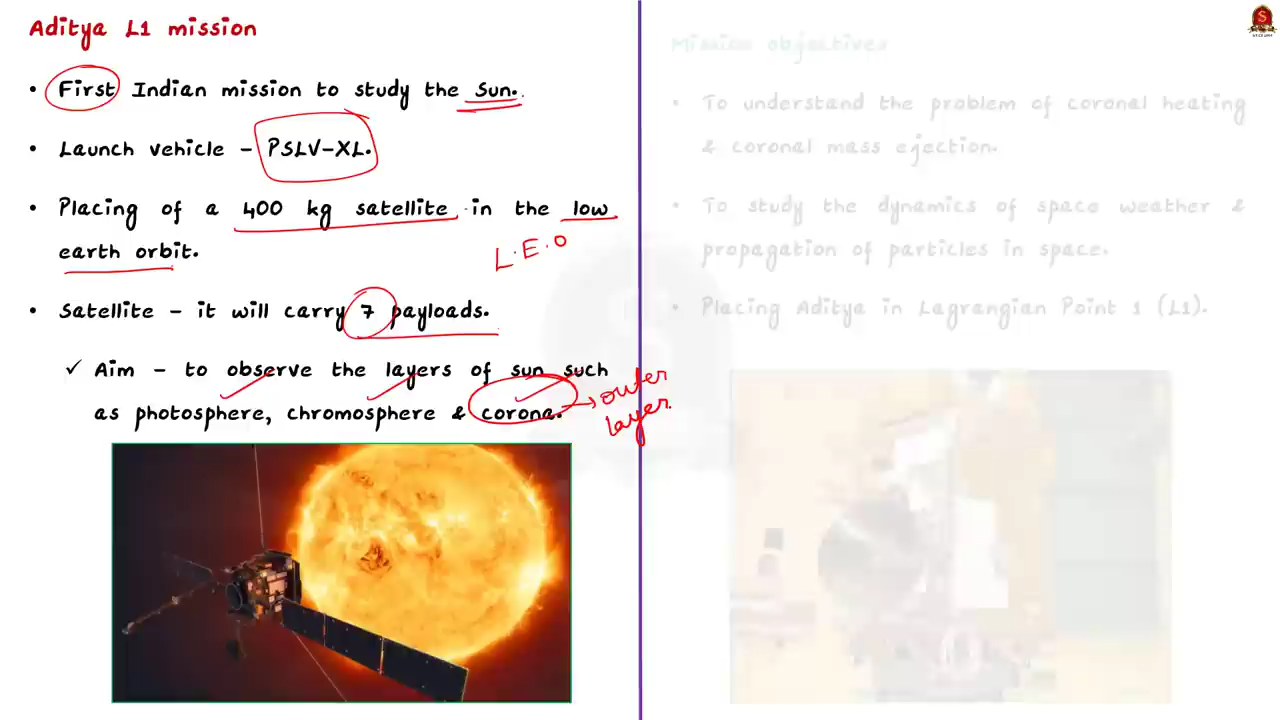 Aditya L1 mission
• First Indian mission to study the Sun.
• Launch vehicle - PSLV-XL.
• Placing of a 400 kg satellite in the low
earth orbit.
L.E.O
• Satellite - it will carry 7 payloads.
✓ Aim - to observe the layers of sun such
as photosphere, chromosphere & corona.
outer
layer.
Mission objectives
• To understand the problem of coronal heating
& coronal mass ejection.
• To study the dynamics of space weather &
propagation of particles in space.
• Placing Aditya in Lagrangian Point 1 (L1).
S